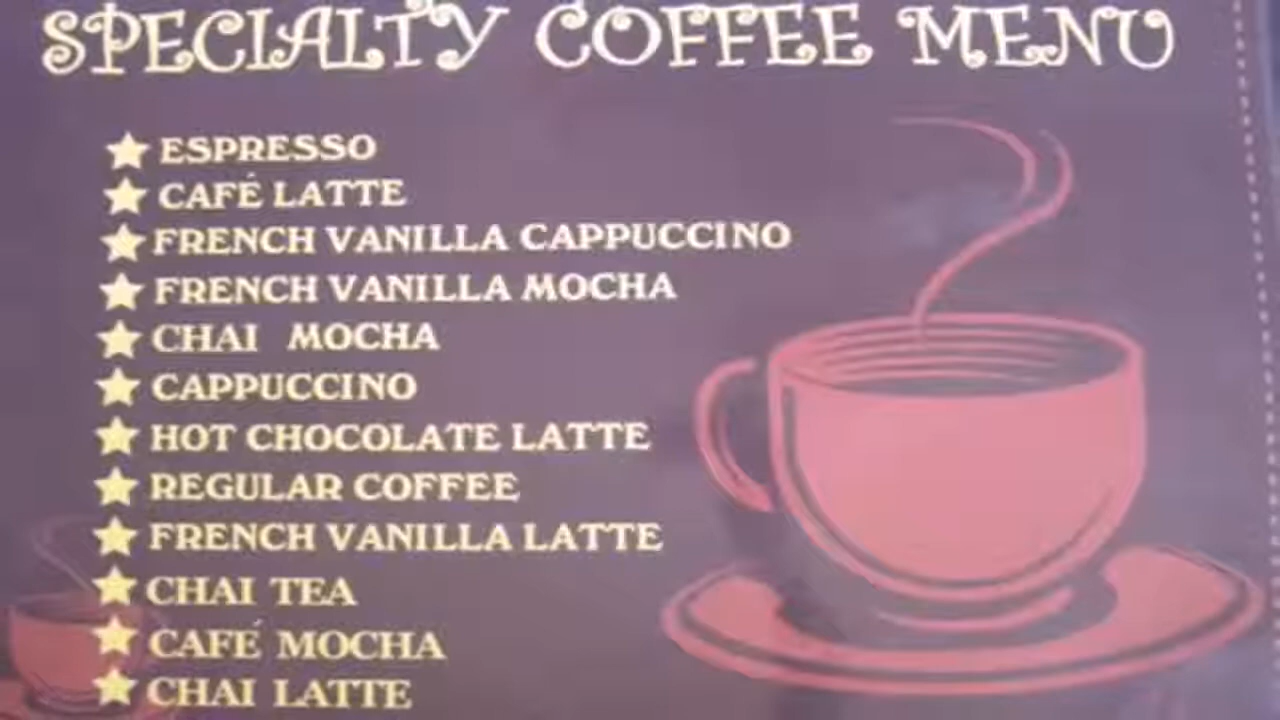 SPECIALTY COFFEE MENU
ESPRESSO
CAFÉ LATTE
FRENCH VANILLA CAPPUCCINO
FRENCH VANILLA MOCHA
CHAI MOCHA
CAPPUCCINO
HOT CHOCOLATE LATTE
REGULAR COFFEE
FRENCH VANILLA LATTE
CHAI TEA
CAFÉ MOCHA
CHAI LATTE